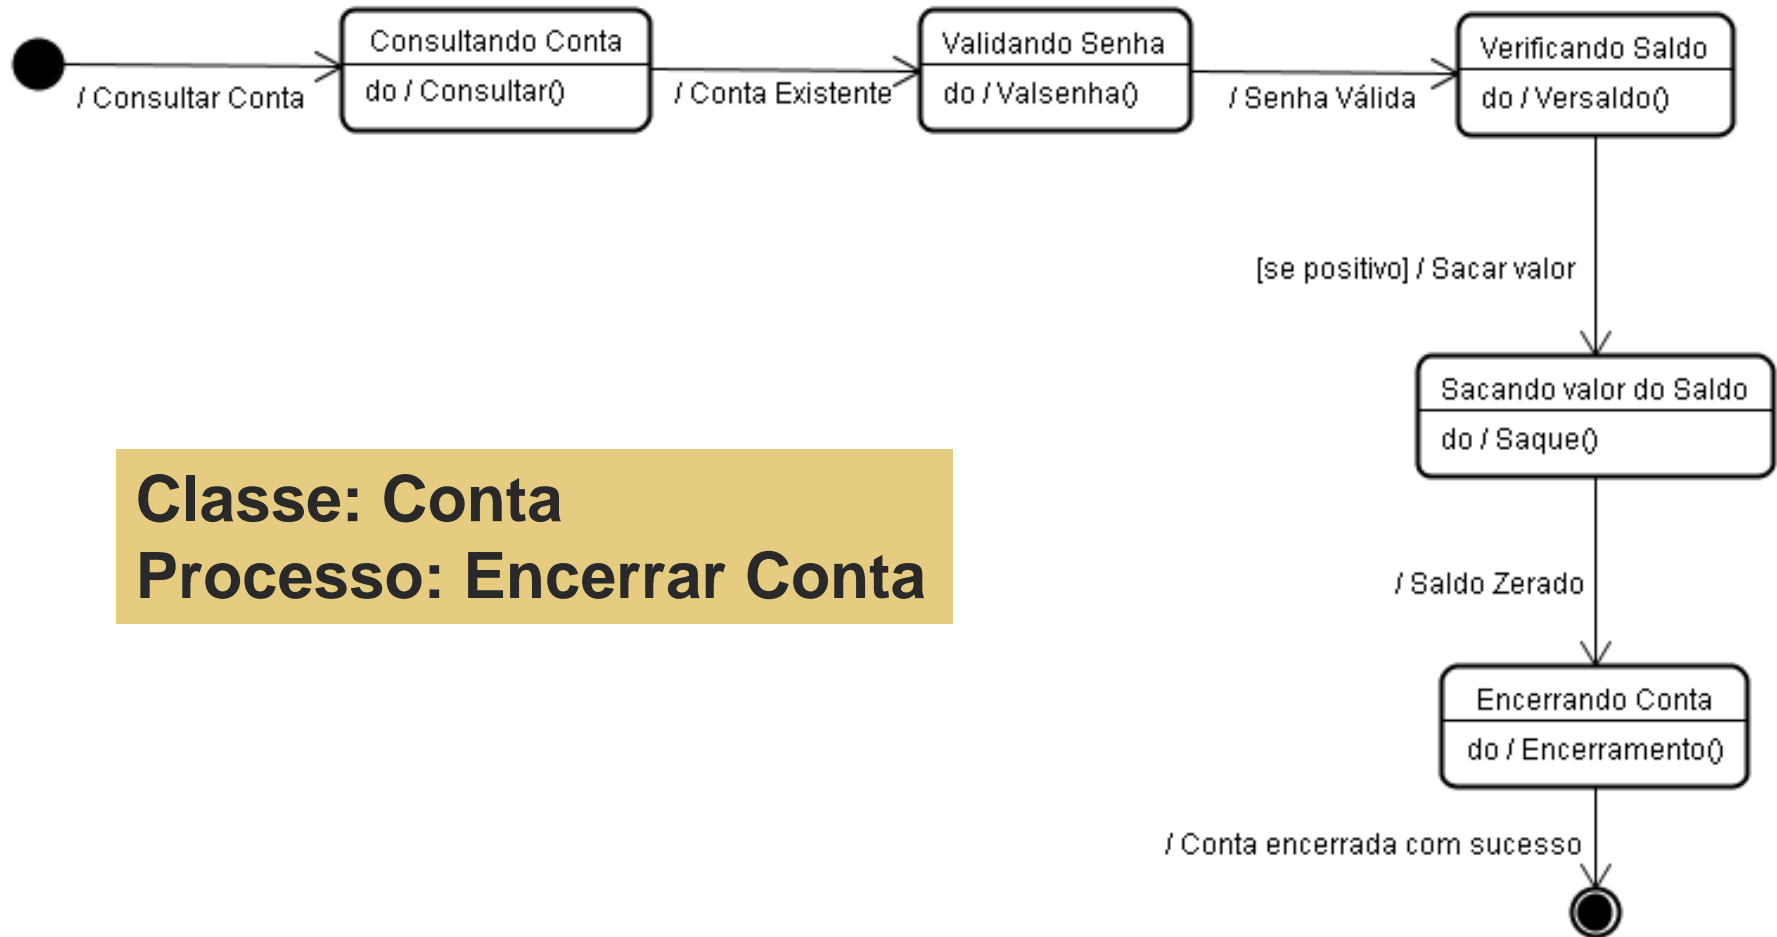 Consultando Conta
do / Consultar()
/ Consultar Conta
Validando Senha
do / Valsenha()
/ Conta Existente
Verificando Saldo
do / Versaldo()
/ Senha Válida
[se positivo] / Sacar valor
Sacando valor do Saldo
do / Saque()
Classe: Conta
Processo: Encerrar Conta
/ Saldo Zerado
Encerrando Conta
do / Encerramento()
/ Conta encerrada com sucesso